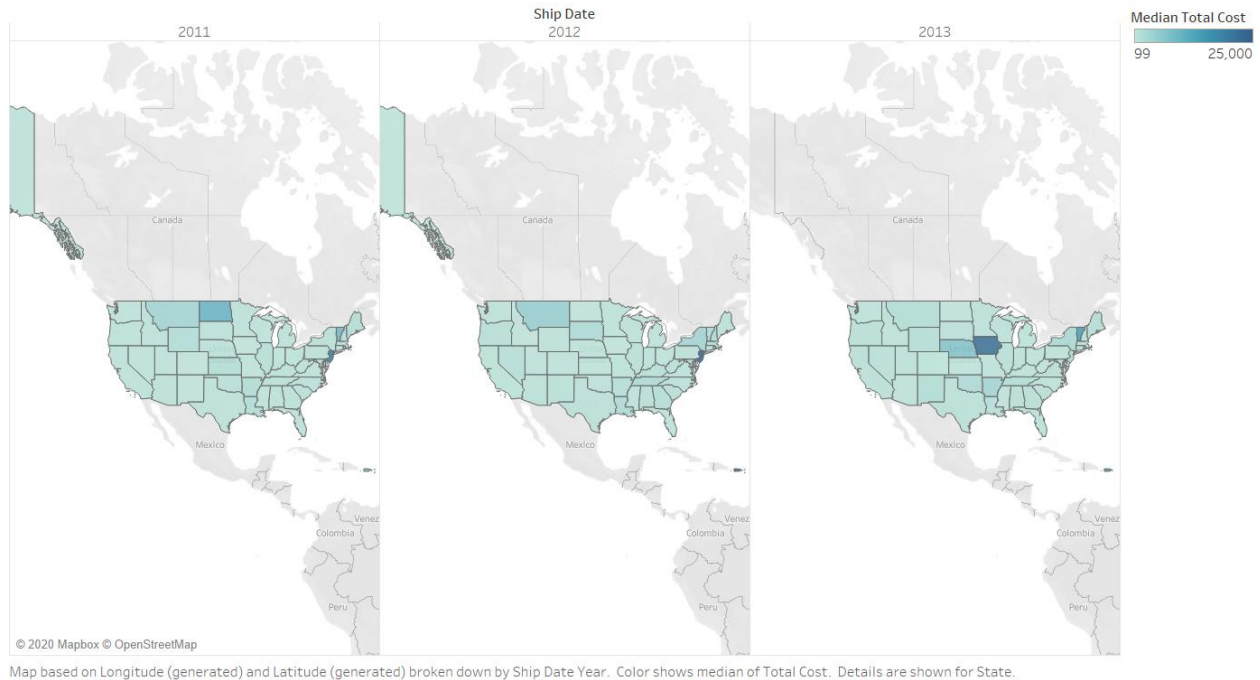 Ship Date
2011
2012
2013
Median Total Cost
99
25,000
Canada
Canada
Canada
Mexico
Mexico
Mexico
Venez
Venez
Venez
Colombia
Colombia
Colombia
Peru
Peru
Peru
© 2020 Mapbox © OpenStreetMap
Map based on Longitude (generated) and Latitude (generated) broken down by Ship Date Year. Color shows median of Total Cost. Details are shown for State.